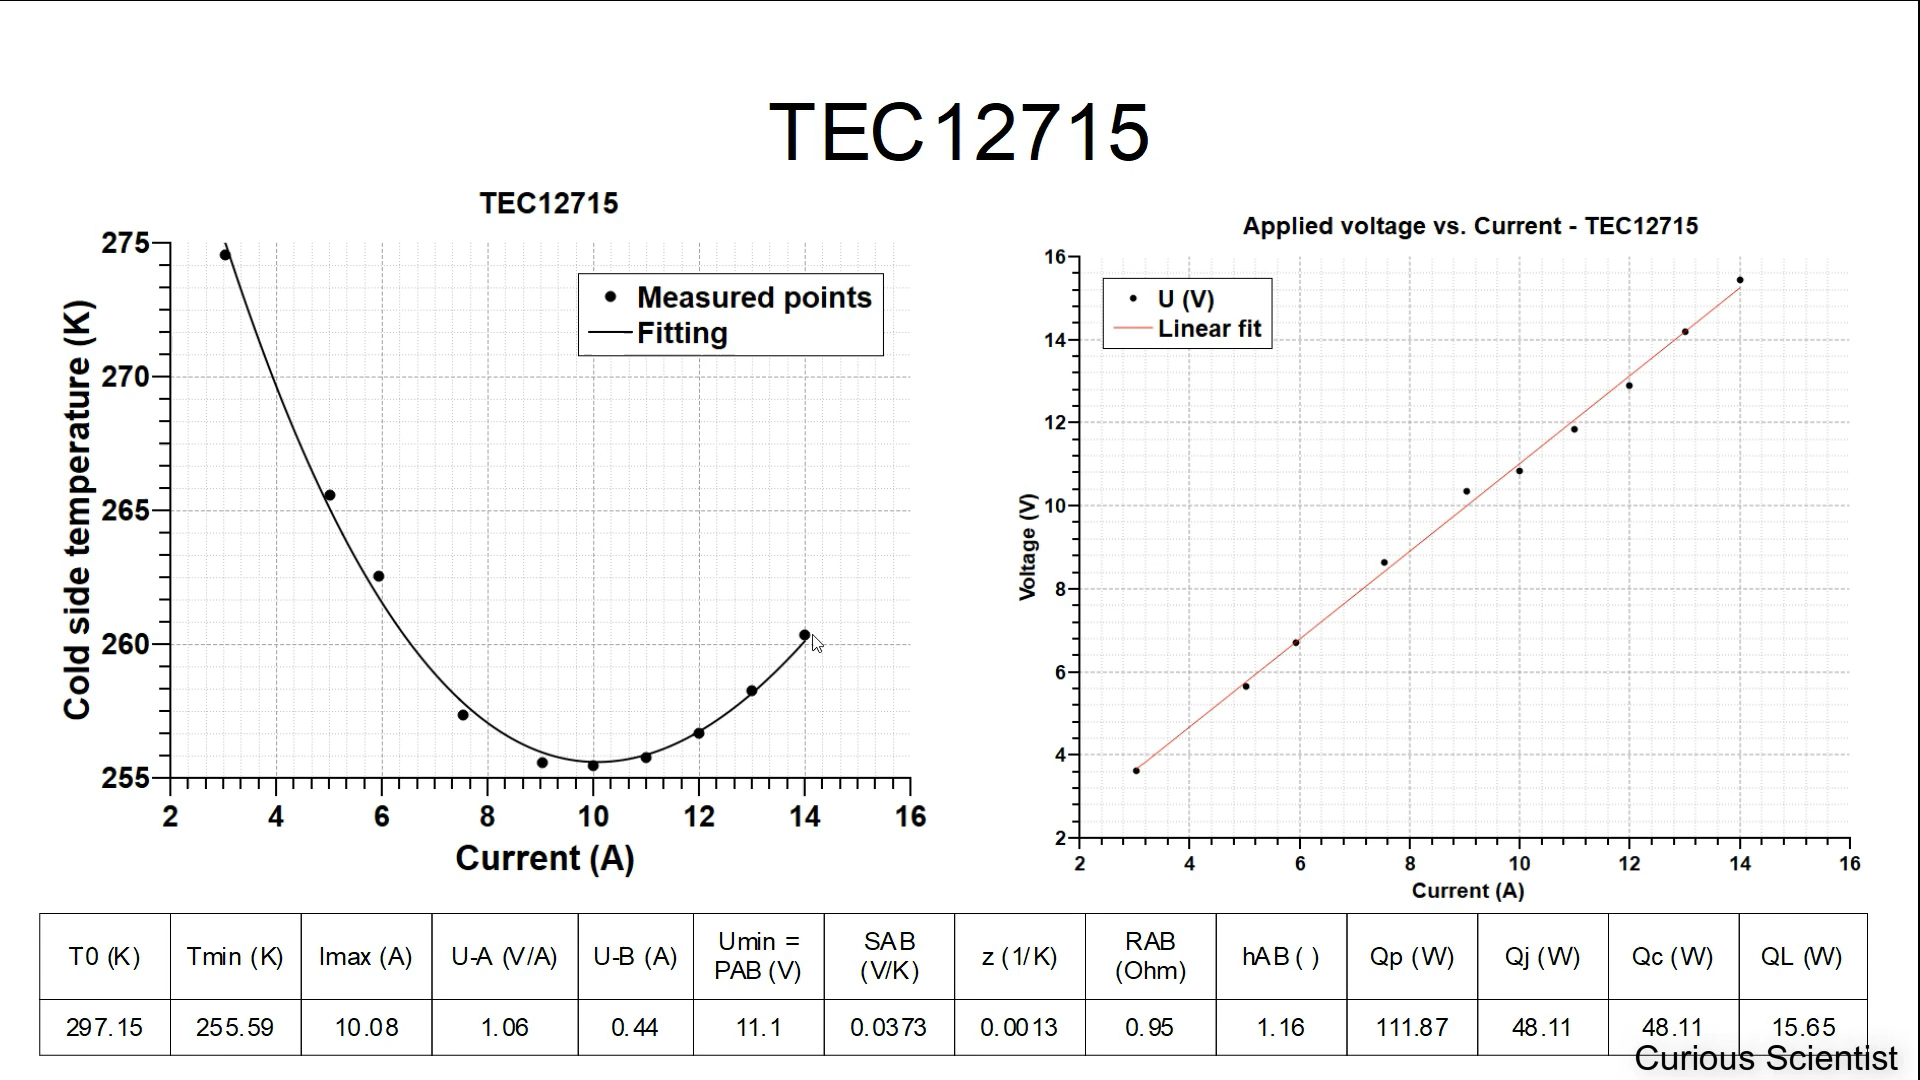 TEC12715
TEC12715
275
270
265
260
255
Cold side temperature (K)
Measured points
Fitting
2 4 6 8 10 12 14 16
Current (A)
Applied voltage vs. Current - TEC12715
16
14
12
10
8
6
4
2
Voltage (V)
U (V)
Linear fit
2 4 6 8 10 12 14 16
Current (A)
T0 (K) Tmin (K) Imax (A) U-A (V/A) U-B (A) Umin = PAB (V) SAB (V/K) z (1/K) RAB (Ohm) hAB ( ) Qp (W) Qj (W) Qc (W) QL (W)
297.15 255.59 10.08 1.06 0.44 11.1 0.0373 0.0013 0.95 1.16 111.87 48.11 48.11 15.65
Curious Scientist